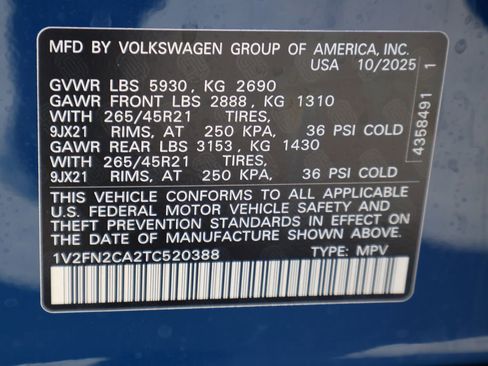 MFD BY VOLKSWAGEN GROUP OF AMERICA, INC.
USA 10/2025
GVWR LBS 5930, KG 2690
GAWR FRONT LBS 2888, KG 1310
WITH 265/45R21 TIRES,
9JX21 RIMS, AT 250 KPA, 36 PSI COLD
GAWR REAR LBS 3153, KG 1430
WITH 265/45R21 TIRES,
9JX21 RIMS, AT 250 KPA, 36 PSI COLD
THIS VEHICLE CONFORMS TO ALL APPLICABLE
U.S. FEDERAL MOTOR VEHICLE SAFETY AND
THEFT PREVENTION STANDARDS IN EFFECT ON
THE DATE OF MANUFACTURE SHOWN ABOVE.
1V2FN2CA2TC520388 TYPE: MPV
4358491 1